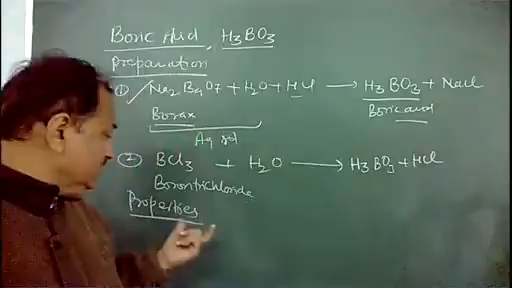 Boric Acid, H₃BO₃
Preparation
① Na₂B₄O₇ + H₂O + HCl → H₃BO₃ + NaCl
Borax Boric acid
Aq sol
② BCl₃ + H₂O → H₃BO₃ + HCl
Borontrichloride
Properties